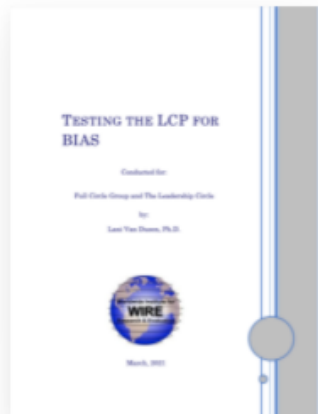 TESTING THE LCP FOR
BIAS
Conducted for:
Full Circle Group and The Leadership Circle
by:
Lani Van Dusen, Ph.D.
WIRE
March, 2021